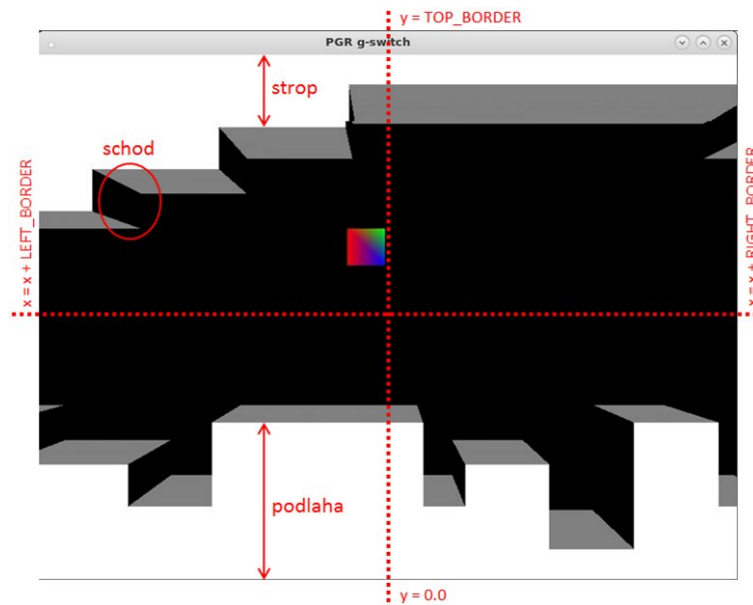 y = TOP_BORDER
PGR g-switch
strop
schod
x = x + LEFT_BORDER
x = x + RIGHT_BORDER
podlaha
y = 0.0